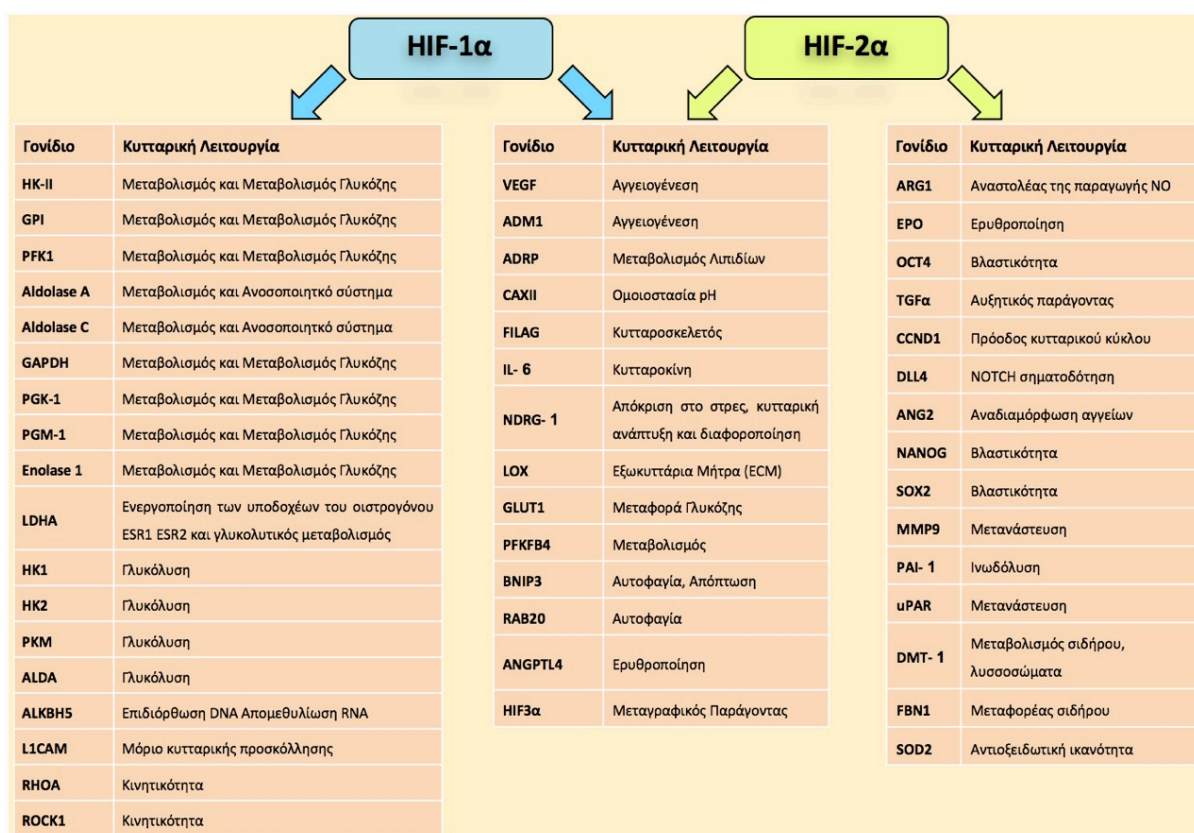 HIF-1α
HIF-2α
Γονίδιο Κυτταρική Λειτουργία
HK-II Μεταβολισμός και Μεταβολισμός Γλυκόζης
GPI Μεταβολισμός και Μεταβολισμός Γλυκόζης
PFK1 Μεταβολισμός και Μεταβολισμός Γλυκόζης
Aldolase A Μεταβολισμός και Ανοσοποιητκό σύστημα
Aldolase C Μεταβολισμός και Ανοσοποιητκό σύστημα
GAPDH Μεταβολισμός και Μεταβολισμός Γλυκόζης
PGK-1 Μεταβολισμός και Μεταβολισμός Γλυκόζης
PGM-1 Μεταβολισμός και Μεταβολισμός Γλυκόζης
Enolase 1 Μεταβολισμός και Μεταβολισμός Γλυκόζης
LDHA Ενεργοποίηση των υποδοχέων του οιστρογόνου
ESR1 ESR2 και γλυκολυτικός μεταβολισμός
HK1 Γλυκόλυση
HK2 Γλυκόλυση
PKM Γλυκόλυση
ALDA Γλυκόλυση
ALKBH5 Επιδιόρθωση DNA Απομεθυλίωση RNA
L1CAM Μόριο κυτταρικής προσκόλλησης
RHOA Κινητικότητα
ROCK1 Κινητικότητα
Γονίδιο Κυτταρική Λειτουργία
VEGF Αγγειογένεση
ADM1 Αγγειογένεση
ADRP Μεταβολισμός Λιπιδίων
CAXII Ομοιοστασία pH
FILAG Κυτταροσκελετός
IL- 6 Κυτταροκίνη
NDRG- 1 Απόκριση στο στρες, κυτταρική
ανάπτυξη και διαφοροποίηση
LOX Εξωκυττάρια Μήτρα (ECM)
GLUT1 Μεταφορά Γλυκόζης
PFKFB4 Μεταβολισμός
BNIP3 Αυτοφαγία, Απόπτωση
RAB20 Αυτοφαγία
ANGPTL4 Ερυθροποίηση
HIF3α Μεταγραφικός Παράγοντας
Γονίδιο Κυτταρική Λειτουργία
ARG1 Αναστολέας της παραγωγής NO
EPO Ερυθροποίηση
OCT4 Βλαστικότητα
TGFα Αυξητικός παράγοντας
CCND1 Πρόοδος κυτταρικού κύκλου
DLL4 NOTCH σηματοδότηση
ANG2 Αναδιαμόρφωση αγγείων
NANOG Βλαστικότητα
SOX2 Βλαστικότητα
MMP9 Μετανάστευση
PAI- 1 Ινωδόλυση
uPAR Μετανάστευση
DMT- 1 Μεταβολισμός σιδήρου,
λυσσοσώματα
FBN1 Μεταφορέας σιδήρου
SOD2 Αντιοξειδωτική ικανότητα